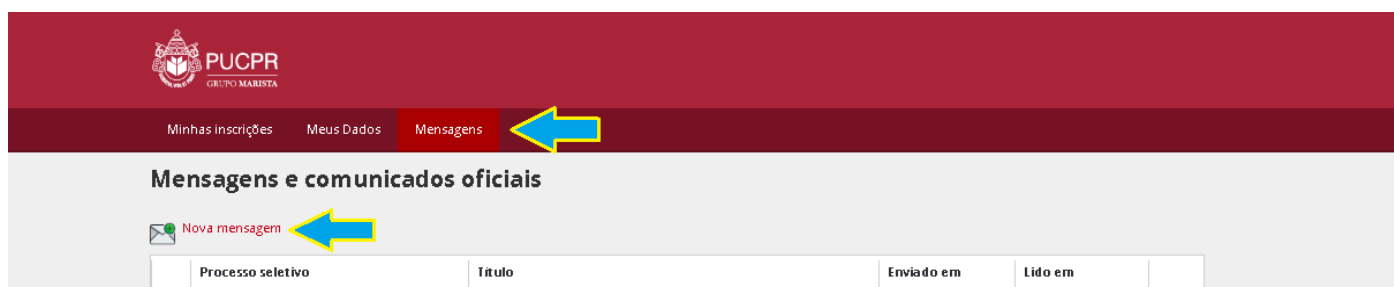 PUCPR
GRUPO MARISTA
Minhas inscrições Meus Dados Mensagens
Mensagens e comunicados oficiais
Nova mensagem
Processo seletivo Título Enviado em Lido em